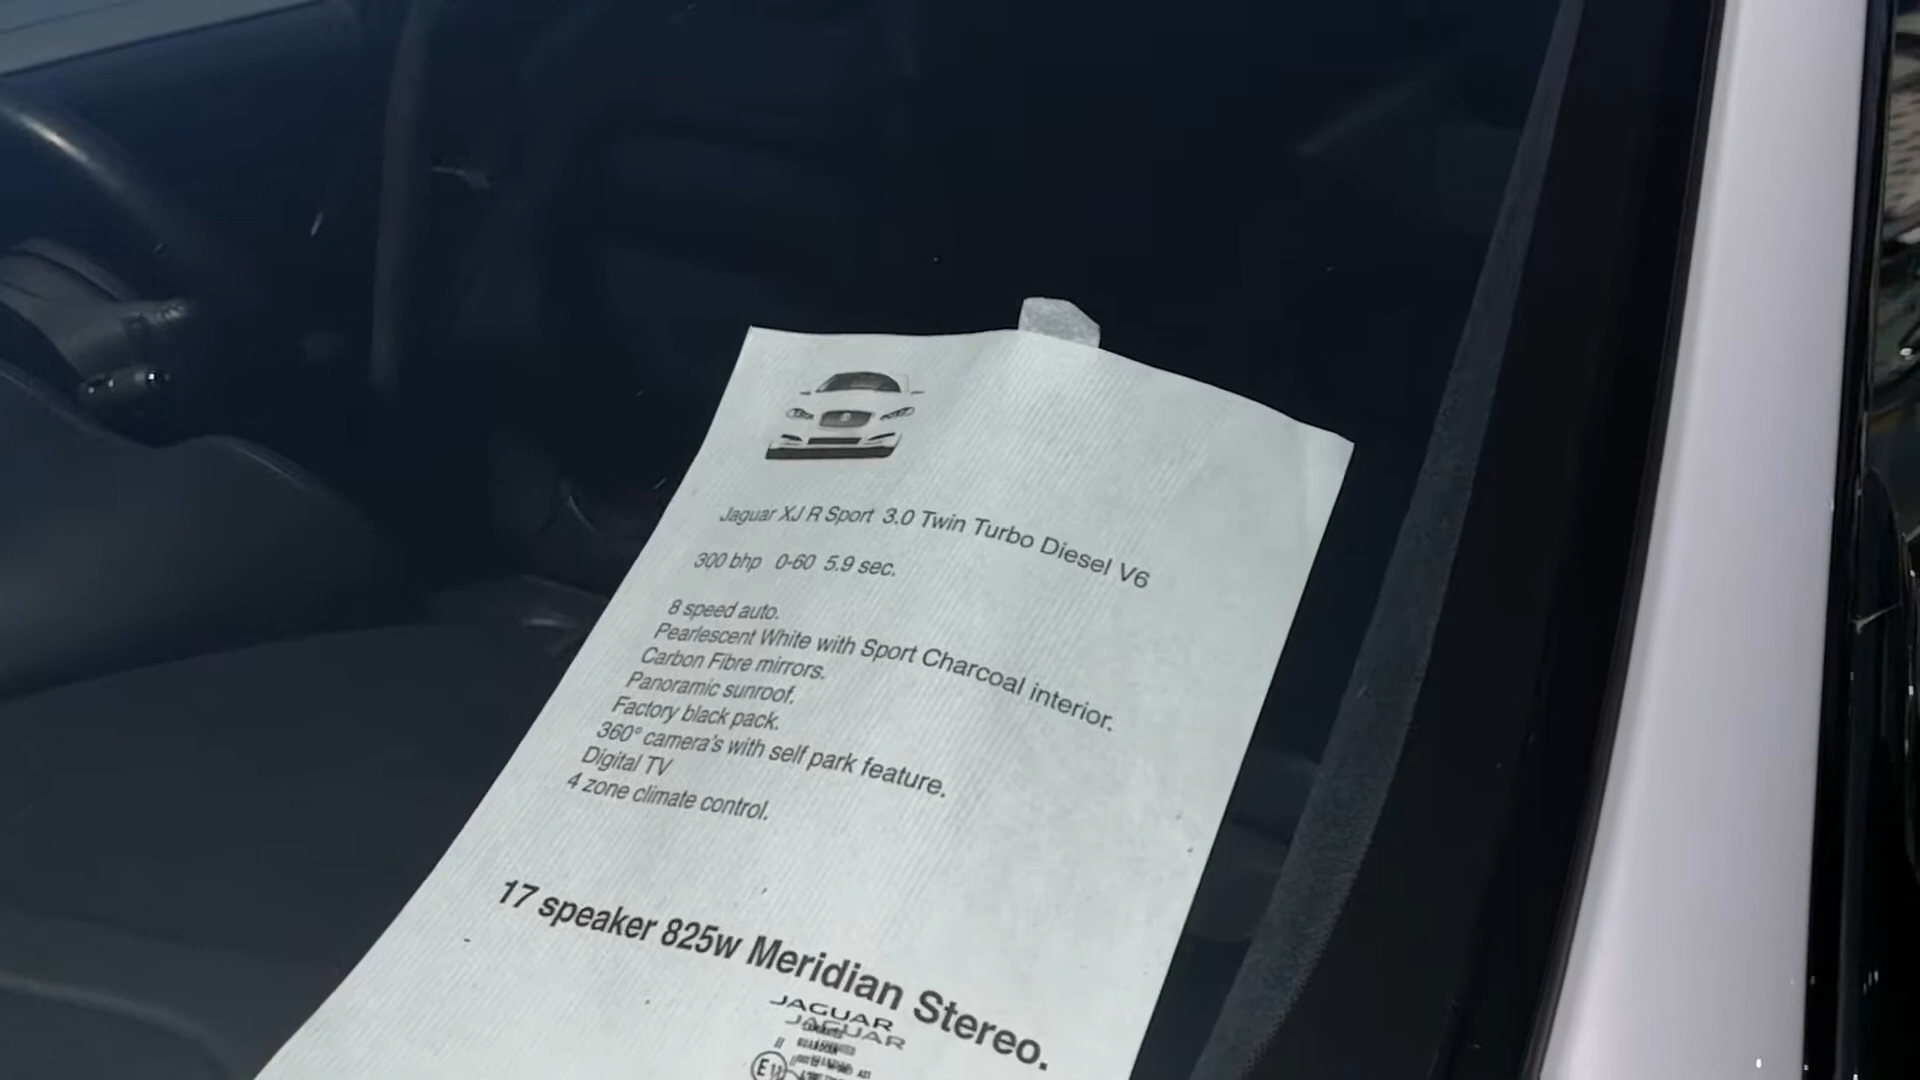 Jaguar XJ R Sport 3.0 Twin Turbo Diesel V6
300 bhp 0-60 5.9 sec.
8 speed auto.
Pearlescent White with Sport Charcoal interior.
Carbon Fibre mirrors.
Panoramic sunroof.
Factory black pack.
360° camera's with self park feature.
Digital TV
4 zone climate control.
17 speaker 825w Meridian Stereo.
JAGUAR
JAGUAR